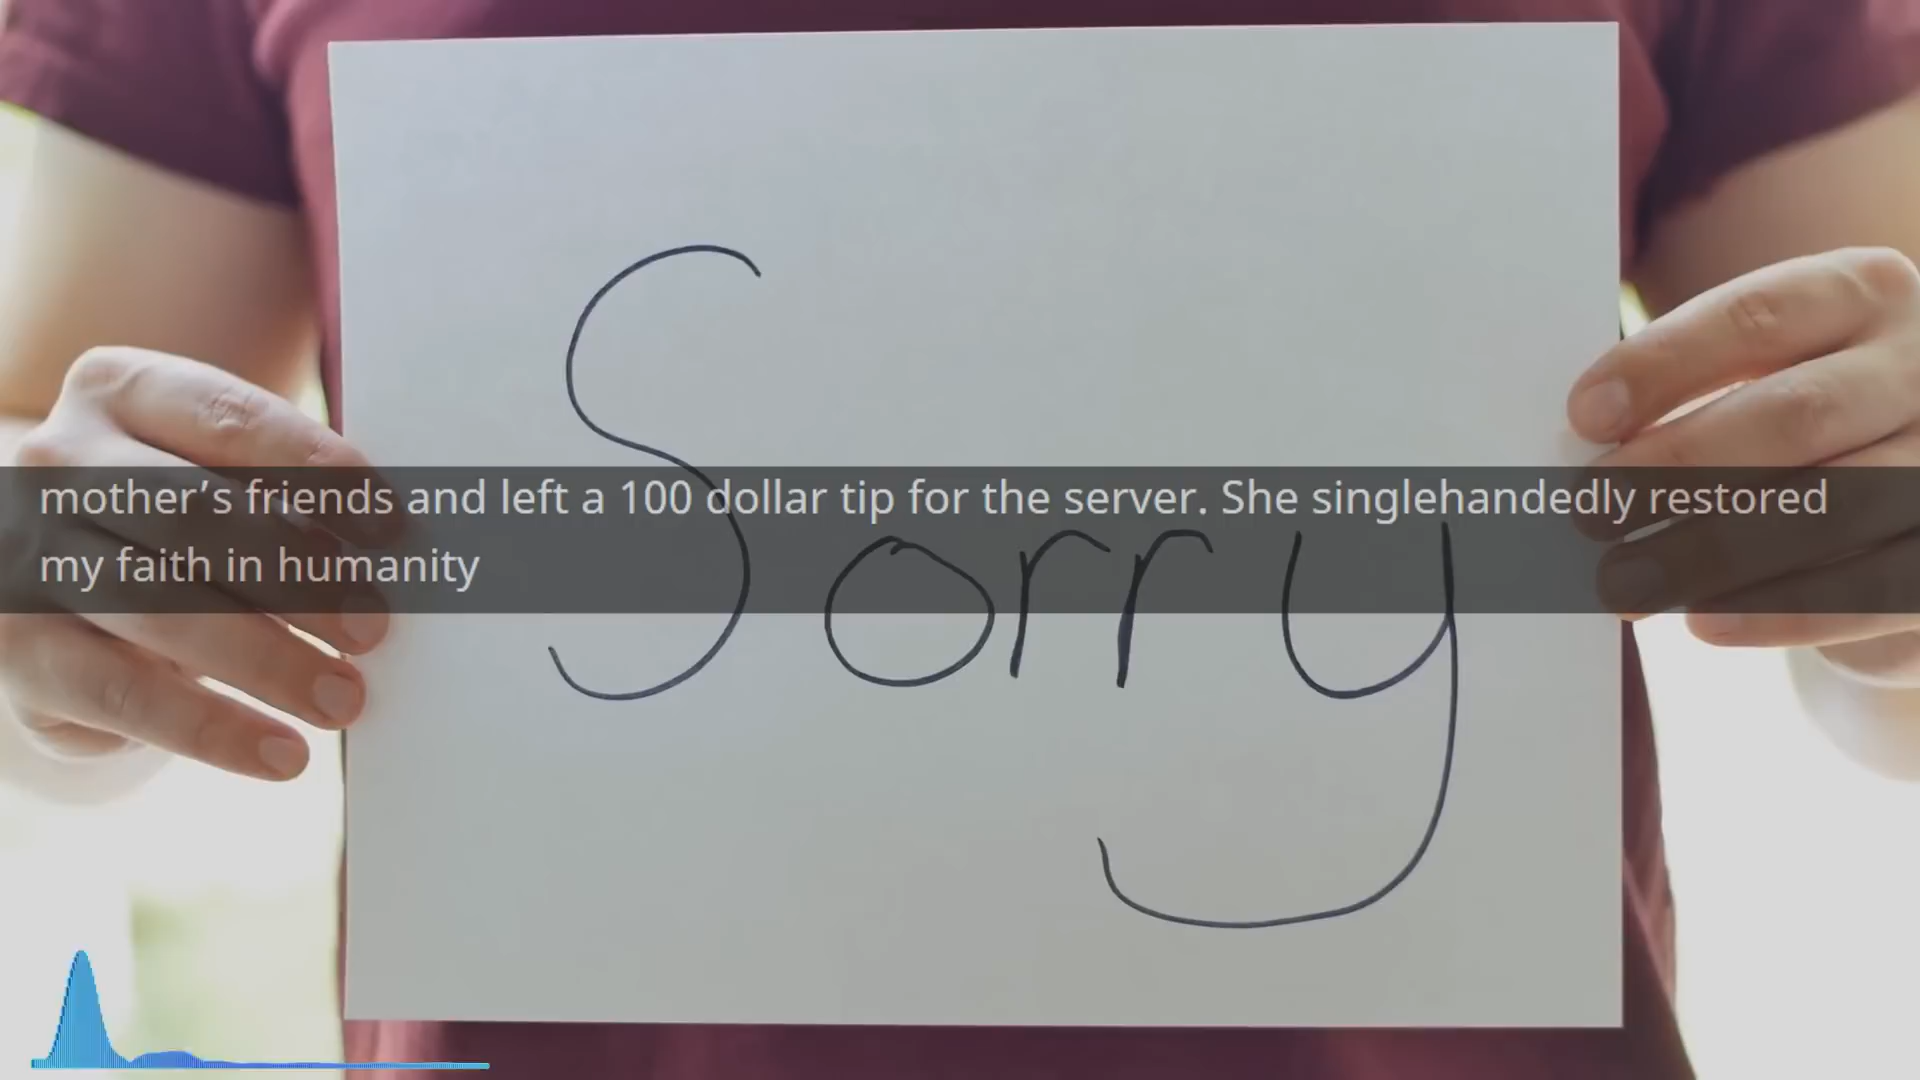 Sorry
mother’s friends and left a 100 dollar tip for the server. She singlehandedly restored
my faith in humanity